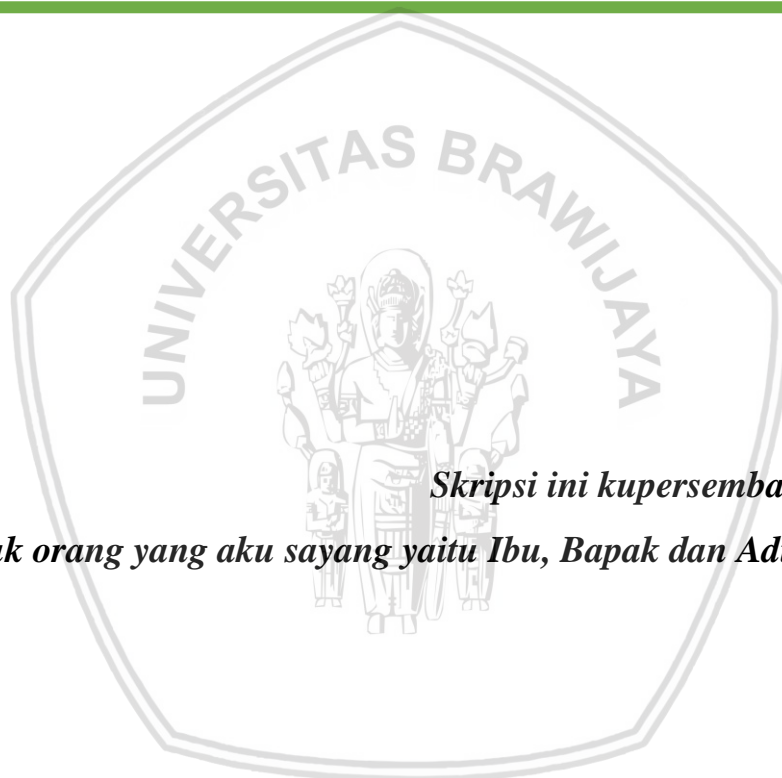 UNIVERSITAS BRAWIJAYA
Skripsi ini kupersemba
k orang yang aku sayang yaitu Ibu, Bapak dan Ad